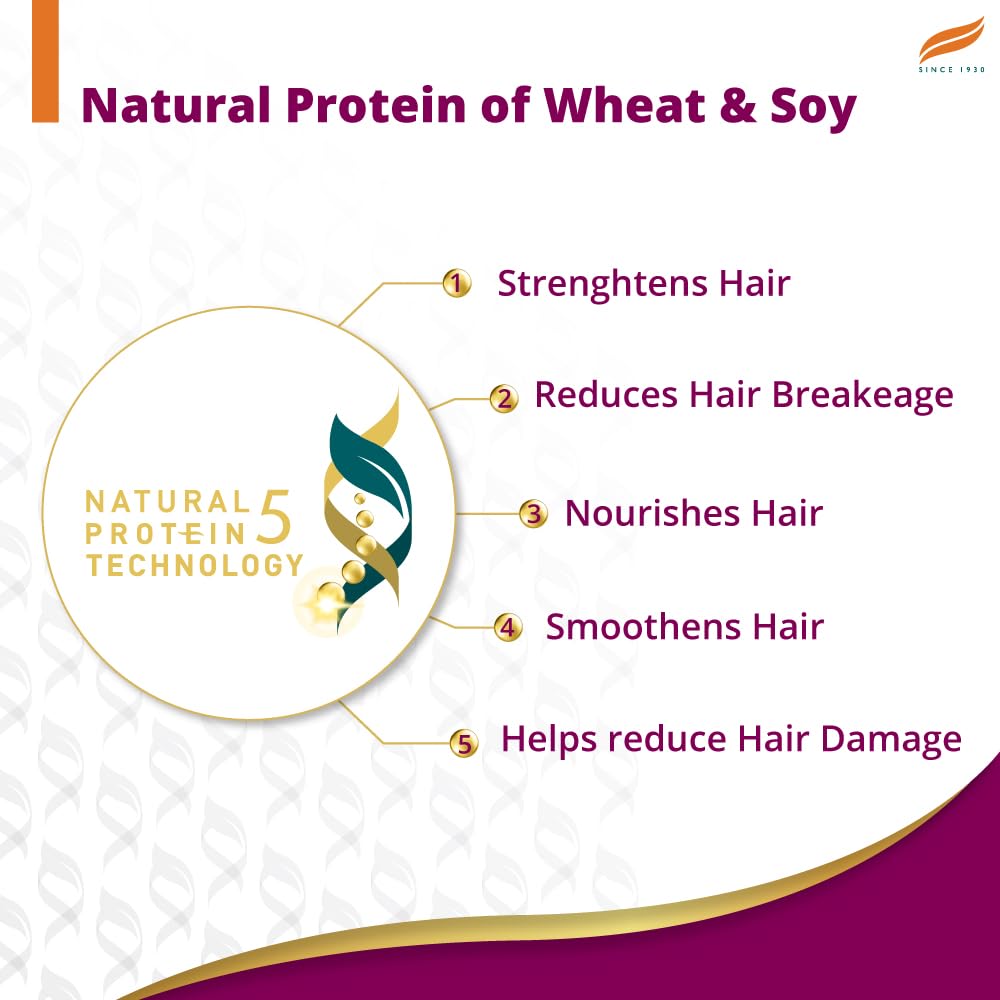 SINCE 1930
Natural Protein of Wheat & Soy
1 Strenghtens Hair
2 Reduces Hair Breakeage
3 Nourishes Hair
4 Smoothens Hair
5 Helps reduce Hair Damage
NATURAL 5
PROTEIN
TECHNOLOGY